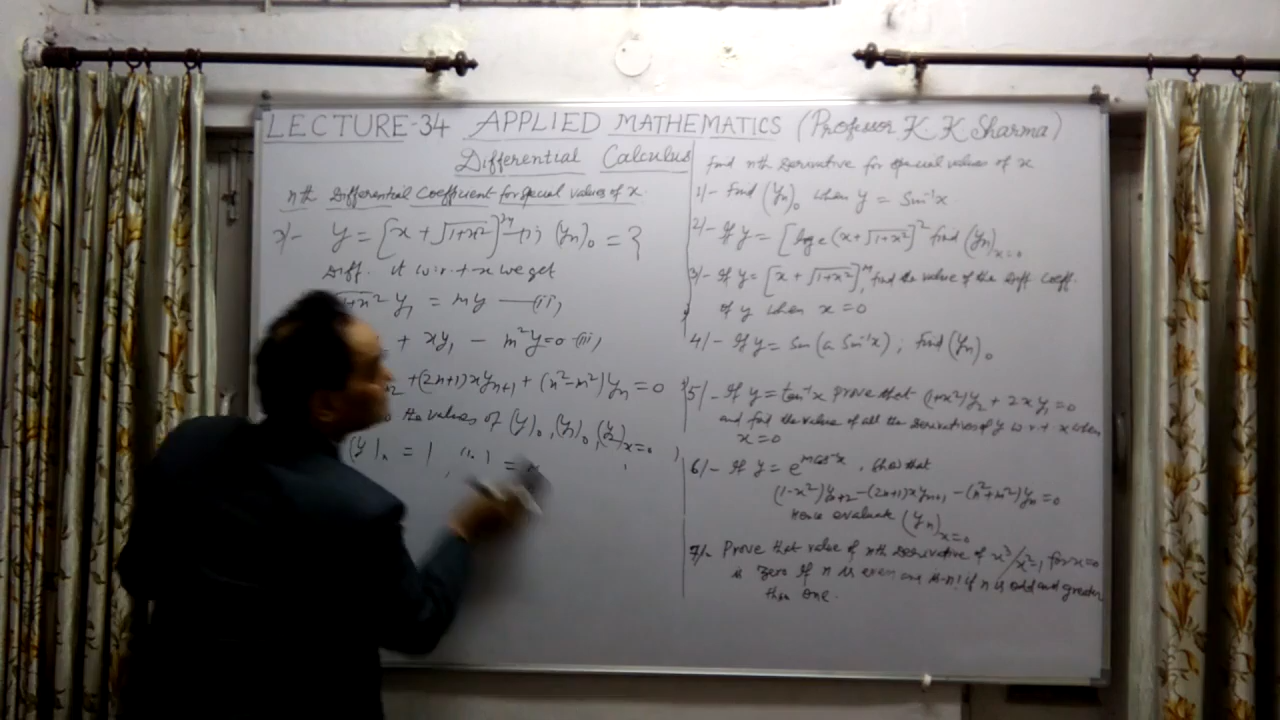 LECTURE-34 APPLIED MATHEMATICS (Professor K K Sharma)
Differential Calculus
nth Differential Coefficient for special values of x.
y = [x + √1+x²] (i) (yn)₀ = ?
Diff. it w.r.t x we get
√1+x² y₁ = my — (ii)
+ xy₁ - m²y=0 (iii)
+(2n+1)xyₙ₊₁ + (n²-m²)yₙ = 0
the values of (y)₀, (y₁)₀, (y₂)ₓ₌₀
(y)₀ = 1, =
find nth derivative for special values of x
1/- Find (yn)₀ when y = Sin⁻¹x
2/- If y = [log e (x+√1+x²)]² find (yn)ₓ₌₀
3/- If y = [x + √1+x²]ᵐ, find the value of the Diff coeff.
of y when x=0
4/- If y = Sin (a Sin⁻¹x); find (yn)₀
5/- If y = tan⁻¹x prove that (1+x²)y₂ + 2xy₁=0
and find the value of all the derivatives of y w.r.t x when
x=0
6/- If y = e^mcos⁻¹x, show that
(1-x²)yₙ₊₂-(2n+1)xyₙ₊₁ -(n²+m²)yₙ=0
Hence evaluate (yn)ₓ₌₀
7/- Prove that value of nth derivative of x³/x²-1 for x=0
is zero if n is even and is -n! if n is odd and greater
than one.